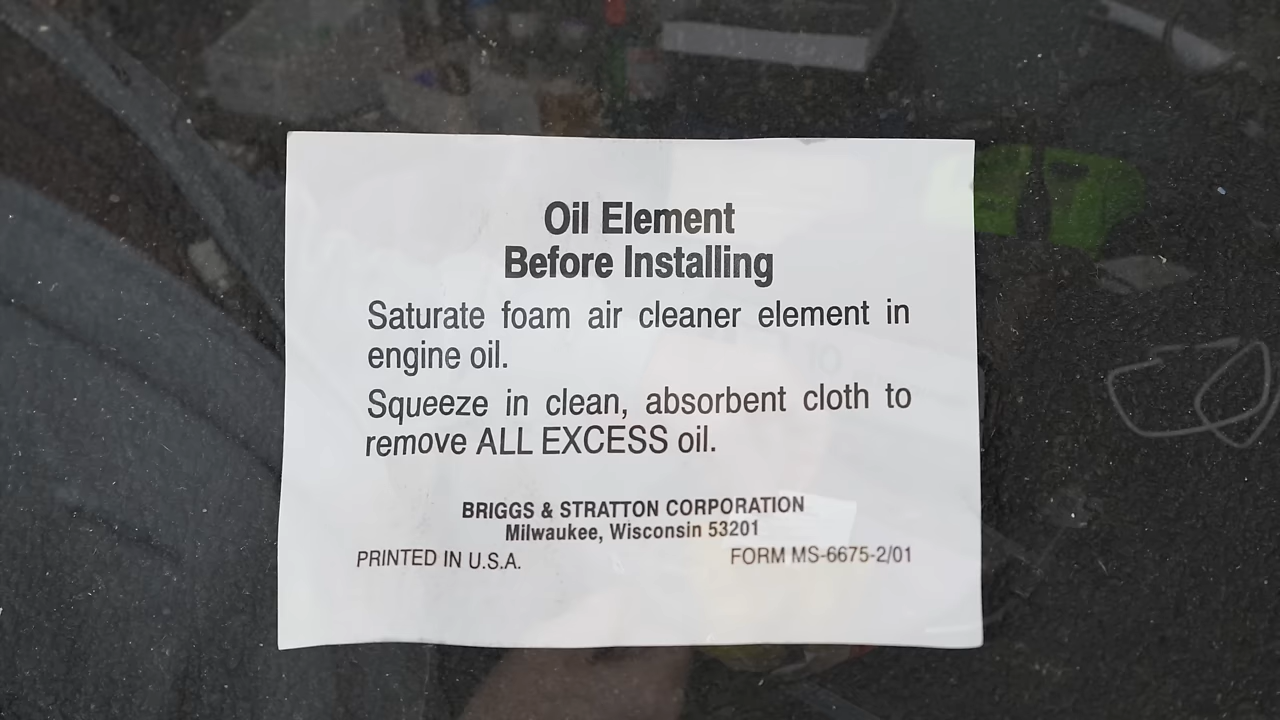 Oil Element
Before Installing
Saturate foam air cleaner element in
engine oil.
Squeeze in clean, absorbent cloth to
remove ALL EXCESS oil.
BRIGGS & STRATTON CORPORATION
Milwaukee, Wisconsin 53201
PRINTED IN U.S.A. FORM MS-6675-2/01